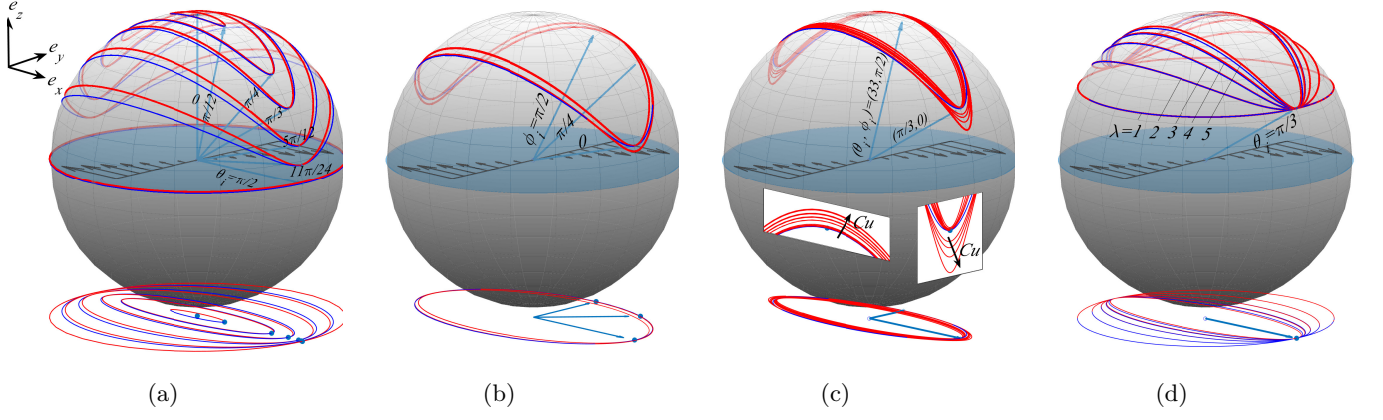 e_z
e_y
e_x
0
π/12
π/4
π/3
5π/12
11π/24
θ_i=π/2
(a)
ϕ_i=π/2
π/4
0
(b)
(θ_i, ϕ_i)=(33,π/2)
(π/3,0)
Cu
Cu
(c)
λ=1 2 3 4 5
θ_i=π/3
(d)